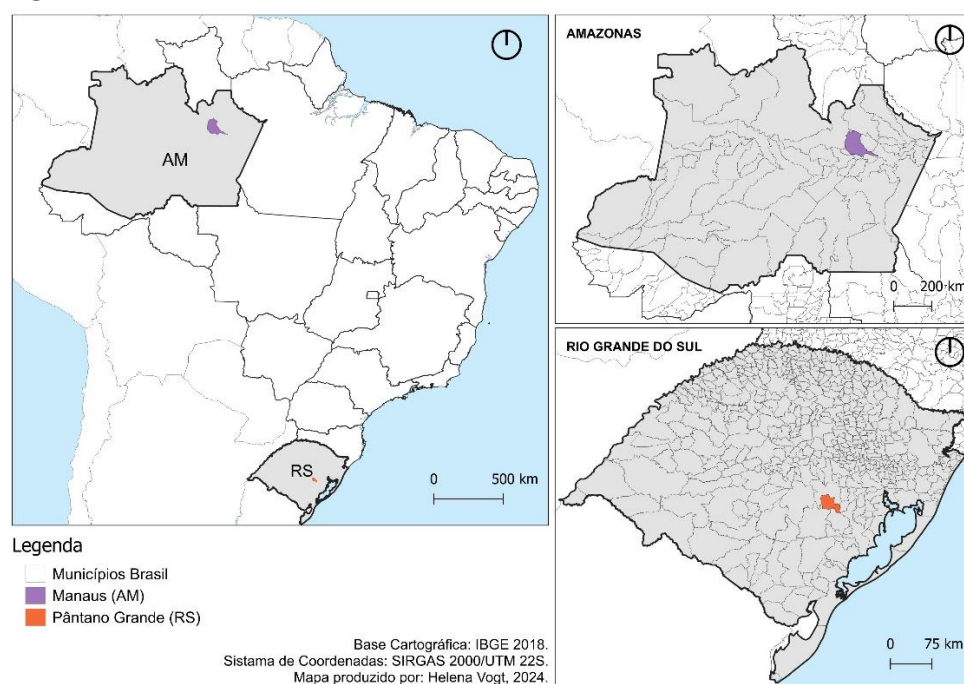 AM
RS
0 500 km
AMAZONAS
0 200 km
RIO GRANDE DO SUL
0 75 km
Legenda
Municípios Brasil
Manaus (AM)
Pântano Grande (RS)
Base Cartográfica: IBGE 2018.
Sistama de Coordenadas: SIRGAS 2000/UTM 22S.
Mapa produzido por: Helena Vogt, 2024.